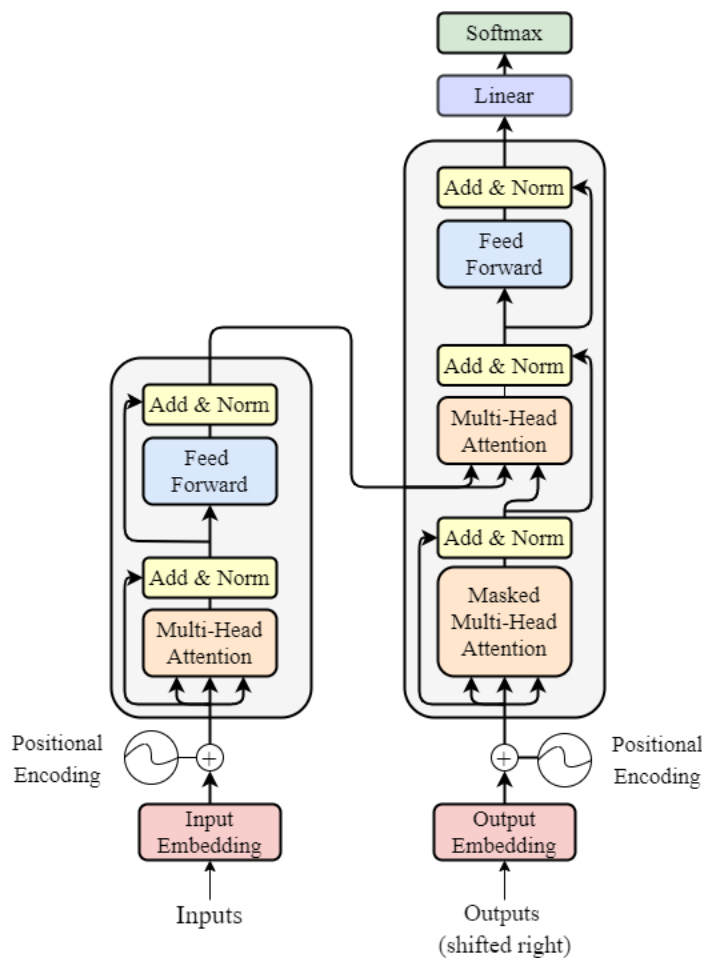 Softmax
Linear
Add & Norm
Feed
Forward
Add & Norm
Multi-Head
Attention
Add & Norm
Masked
Multi-Head
Attention
Add & Norm
Feed
Forward
Add & Norm
Multi-Head
Attention
Positional
Encoding
Positional
Encoding
Input
Embedding
Output
Embedding
Inputs
Outputs
(shifted right)